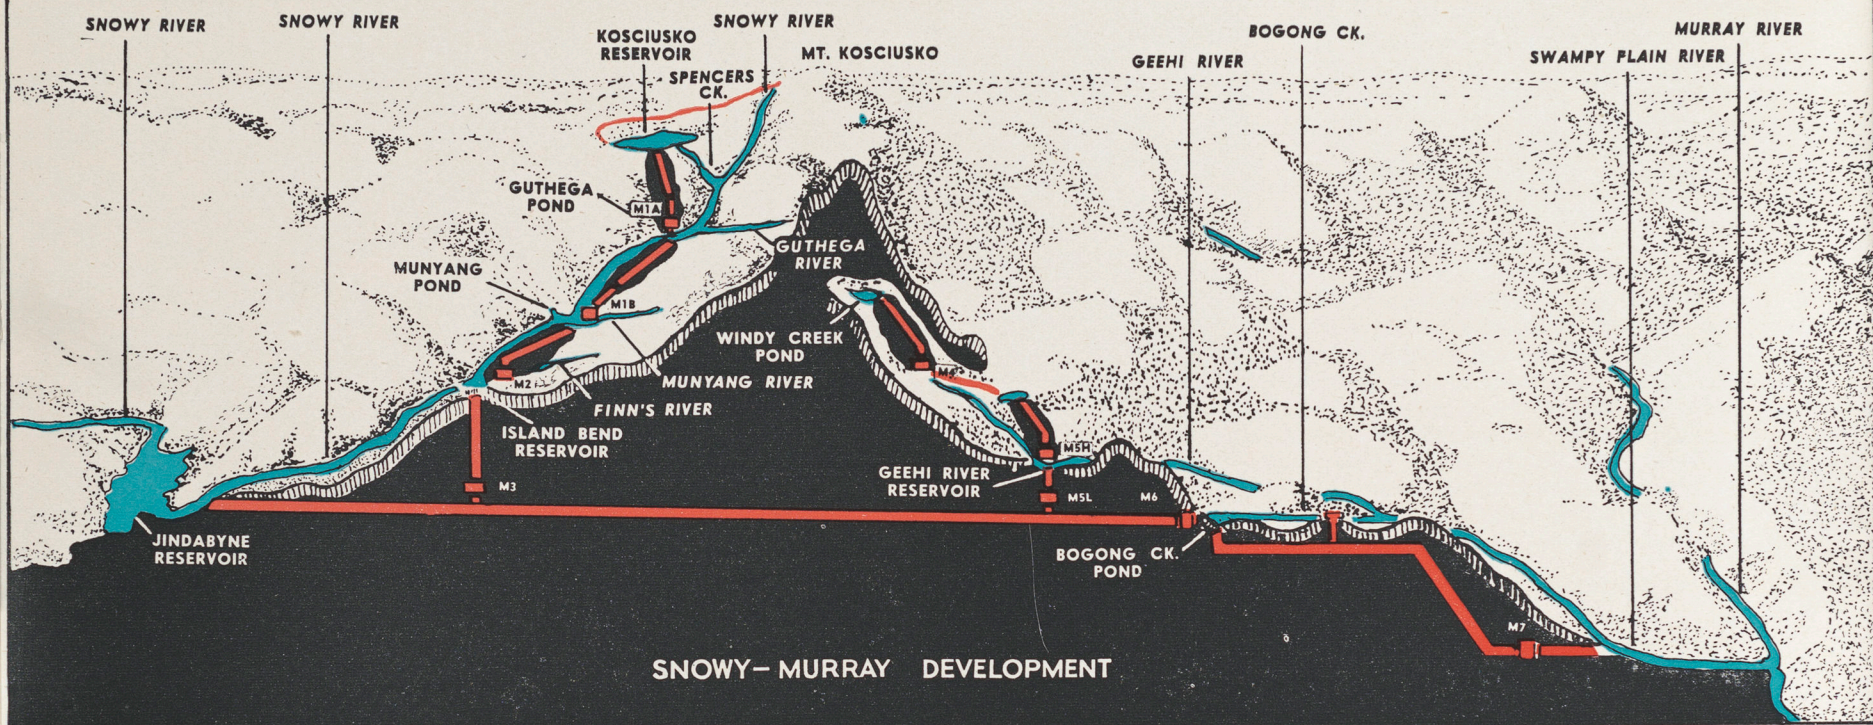 SNOWY RIVER
SNOWY RIVER
KOSCIUSKO
RESERVOIR
SNOWY RIVER
MT. KOSCIUSKO
SPENCERS
CK.
GEEHI RIVER
BOGONG CK.
SWAMPY PLAIN RIVER
MURRAY RIVER
GUTHEGA
POND
M1A
GUTHEGA
RIVER
MUNYANG
POND
M1B
WINDY CREEK
POND
M2
MUNYANG RIVER
FINN'S RIVER
ISLAND BEND
RESERVOIR
M3
M5H
GEEHI RIVER
RESERVOIR
M5L
M6
JINDABYNE
RESERVOIR
BOGONG CK.
POND
M7
SNOWY–MURRAY DEVELOPMENT